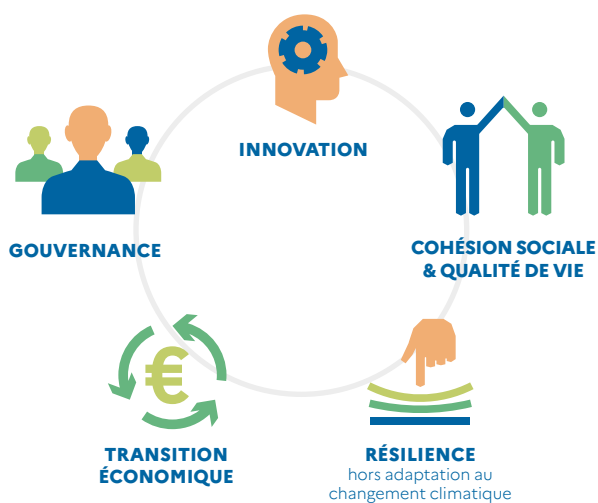 INNOVATION
GOUVERNANCE
COHÉSION SOCIALE
& QUALITÉ DE VIE
€
TRANSITION
ÉCONOMIQUE
RÉSILIENCE
hors adaptation au
changement climatique